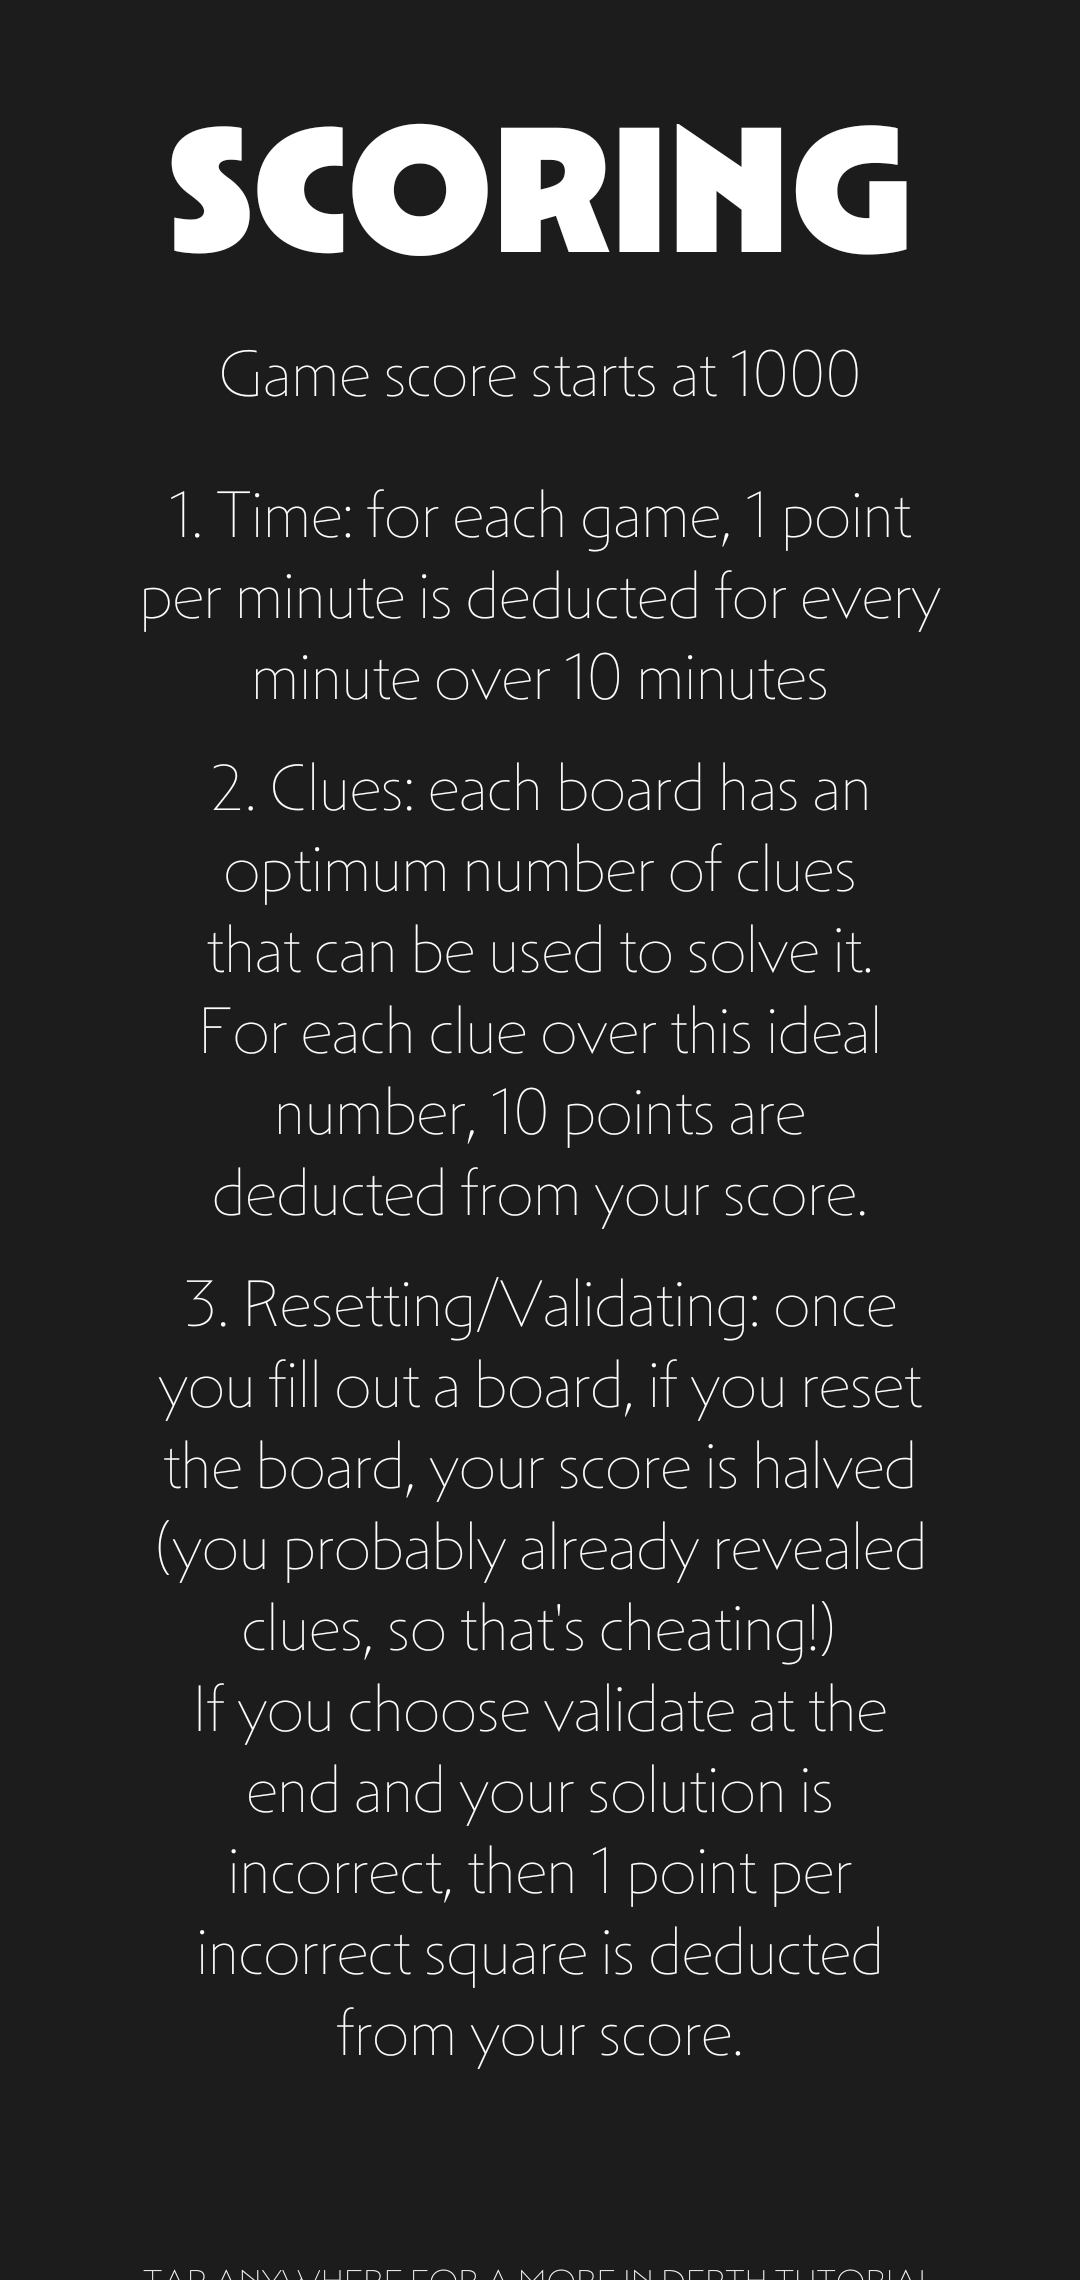 SCORING
Game score starts at 1000
1. Time: for each game, 1 point
per minute is deducted for every
minute over 10 minutes
2. Clues: each board has an
optimum number of clues
that can be used to solve it.
For each clue over this ideal
number, 10 points are
deducted from your score.
3. Resetting/Validating: once
you fill out a board, if you reset
the board, your score is halved
(you probably already revealed
clues, so that's cheating!)
If you choose validate at the
end and your solution is
incorrect, then 1 point per
incorrect square is deducted
from your score.
TAP ANYWHERE FOR A MORE IN DEPTH TUTORIAL